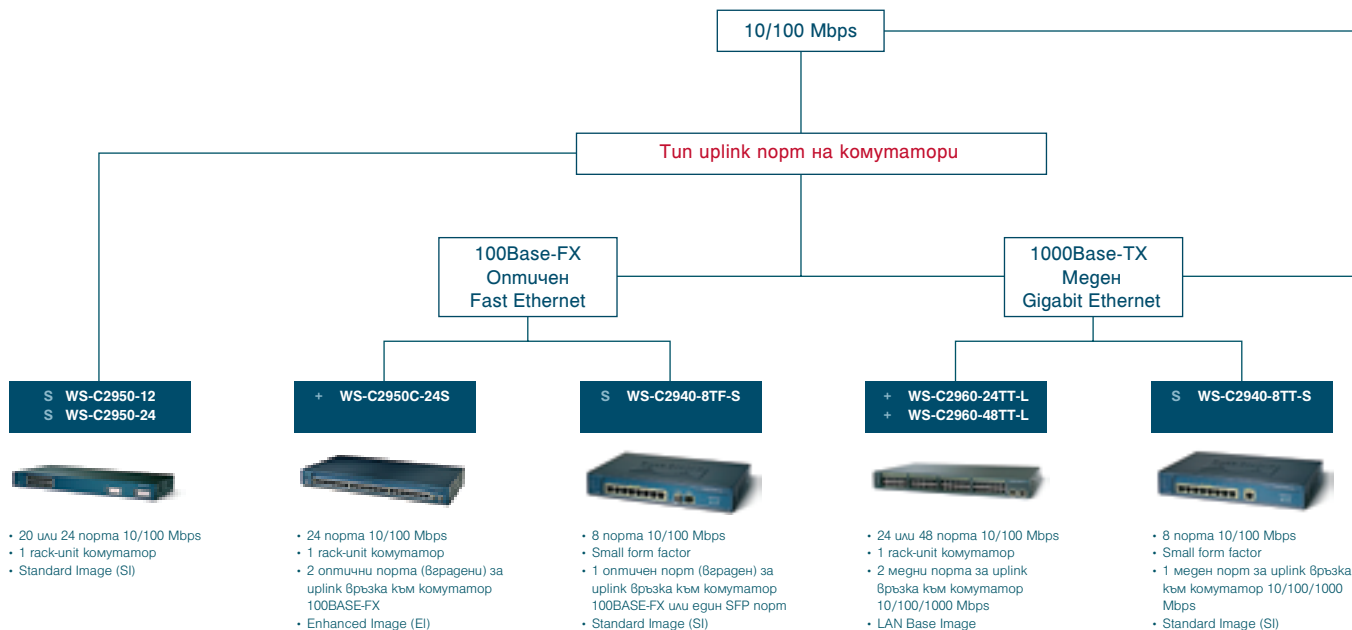 10/100 Mbps
Тип uplink порт на комутатори
100Base-FX
Оптичен
Fast Ethernet
1000Base-TX
Меден
Gigabit Ethernet
S WS-C2950-12
S WS-C2950-24
+ WS-C2950C-24S
S WS-C2940-8TF-S
+ WS-C2960-24TT-L
+ WS-C2960-48TT-L
S WS-C2940-8TT-S
• 20 или 24 порта 10/100 Mbps
• 1 rack-unit комутатор
• Standard Image (SI)
• 24 порта 10/100 Mbps
• 1 rack-unit комутатор
• 2 оптични порта (вградени) за
uplink връзка към комутатор
100BASE-FX
• Enhanced Image (EI)
• 8 порта 10/100 Mbps
• Small form factor
• 1 оптичен порт (вграден) за
uplink връзка към комутатор
100BASE-FX или един SFP порт
• Standard Image (SI)
• 24 или 48 порта 10/100 Mbps
• 1 rack-unit комутатор
• 2 медни порта за uplink
връзка към комутатор
10/100/1000 Mbps
• LAN Base Image
• 8 порта 10/100 Mbps
• Small form factor
• 1 меден порт за uplink връзка
към комутатор 10/100/1000
Mbps
• Standard Image (SI)